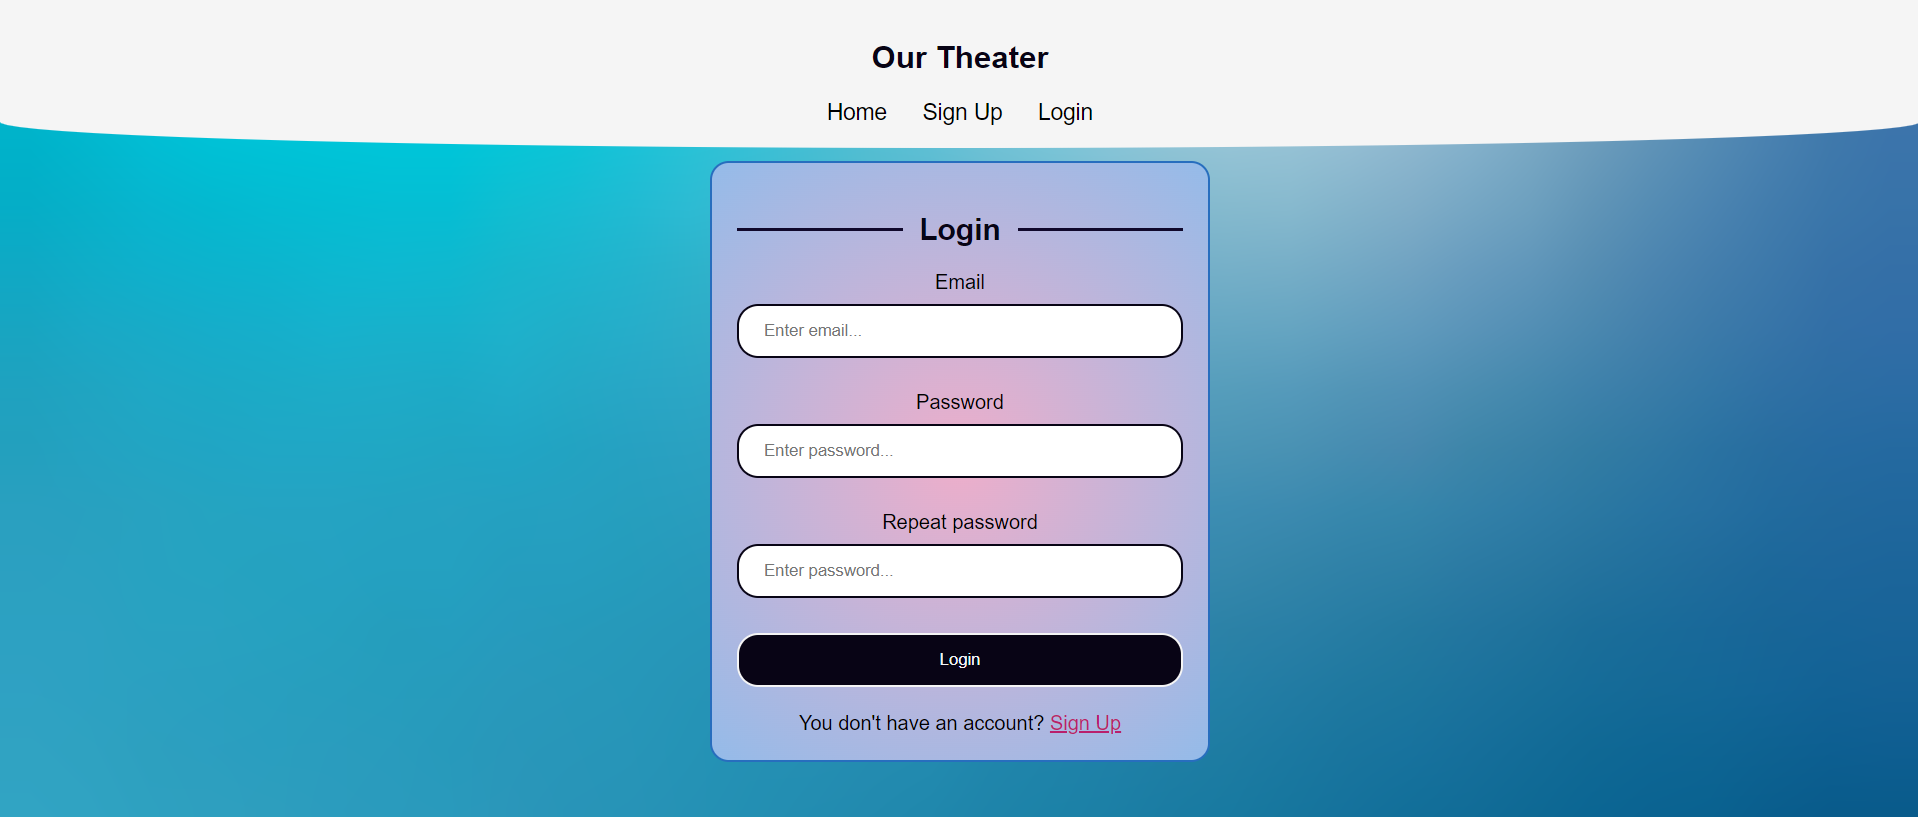 Our Theater
Home Sign Up Login
Login
Email
Enter email...
Password
Enter password...
Repeat password
Enter password...
Login
You don't have an account? Sign Up